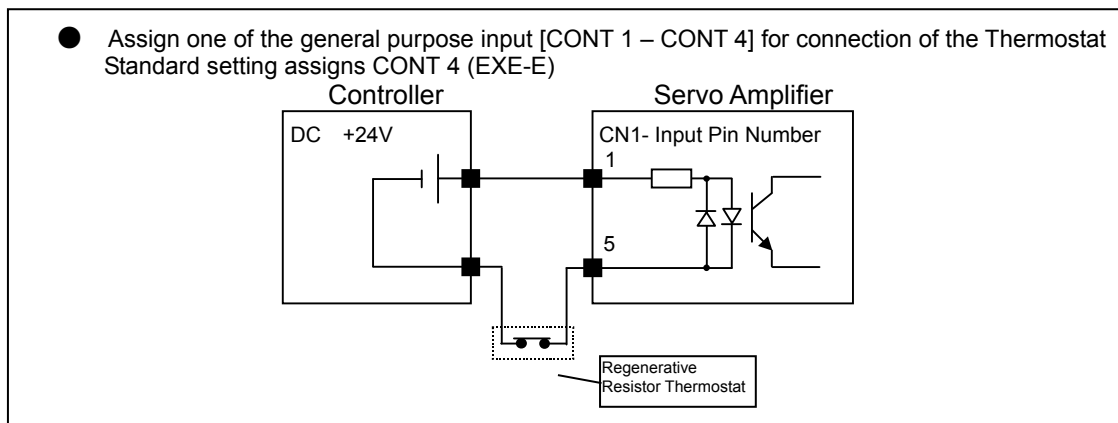 ● Assign one of the general purpose input [CONT 1 – CONT 4] for connection of the Thermostat
Standard setting assigns CONT 4 (EXE-E)
Controller
Servo Amplifier
DC +24V
CN1- Input Pin Number
1
5
Regenerative
Resistor Thermostat